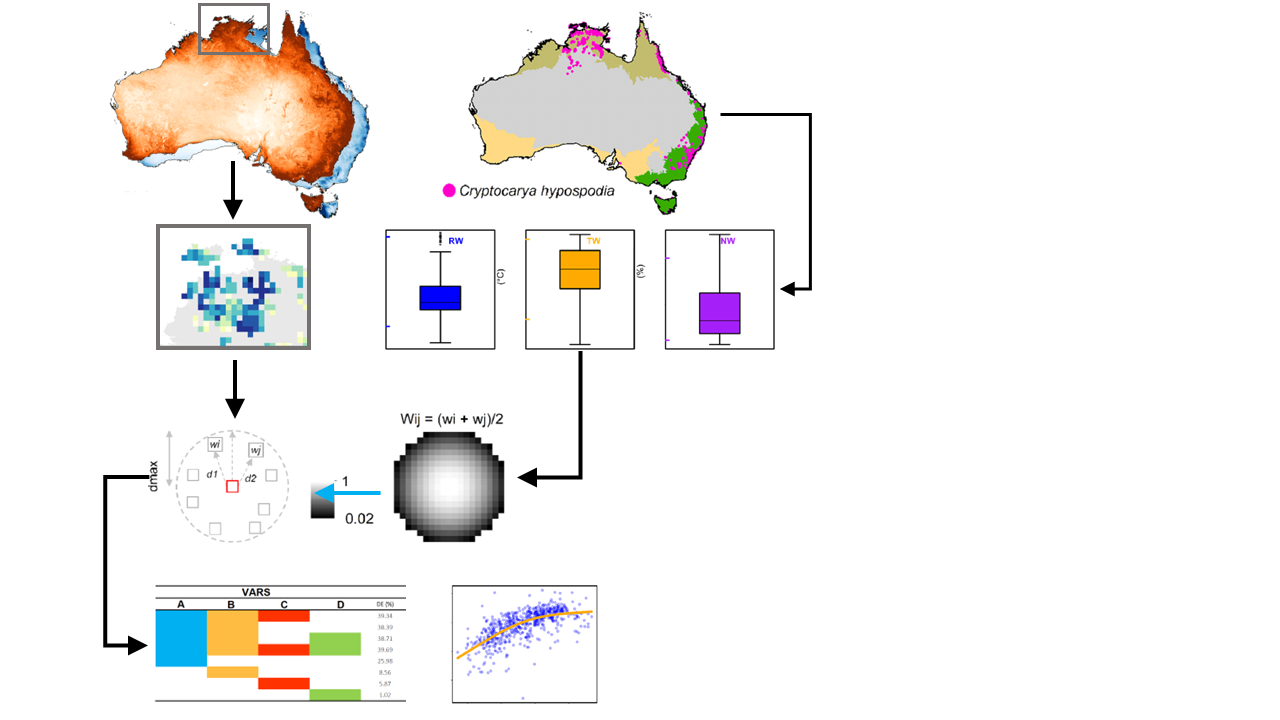 Cryptocarya hypospodia
RW
(°C)
TW
(%)
NW
Wij = (wi + wj)/2
wi
wj
d1
d2
dmax
1
0.02
VARS
A B C D DE (%)
39.34
38.39
38.71
39.69
25.98
8.56
5.87
1.02